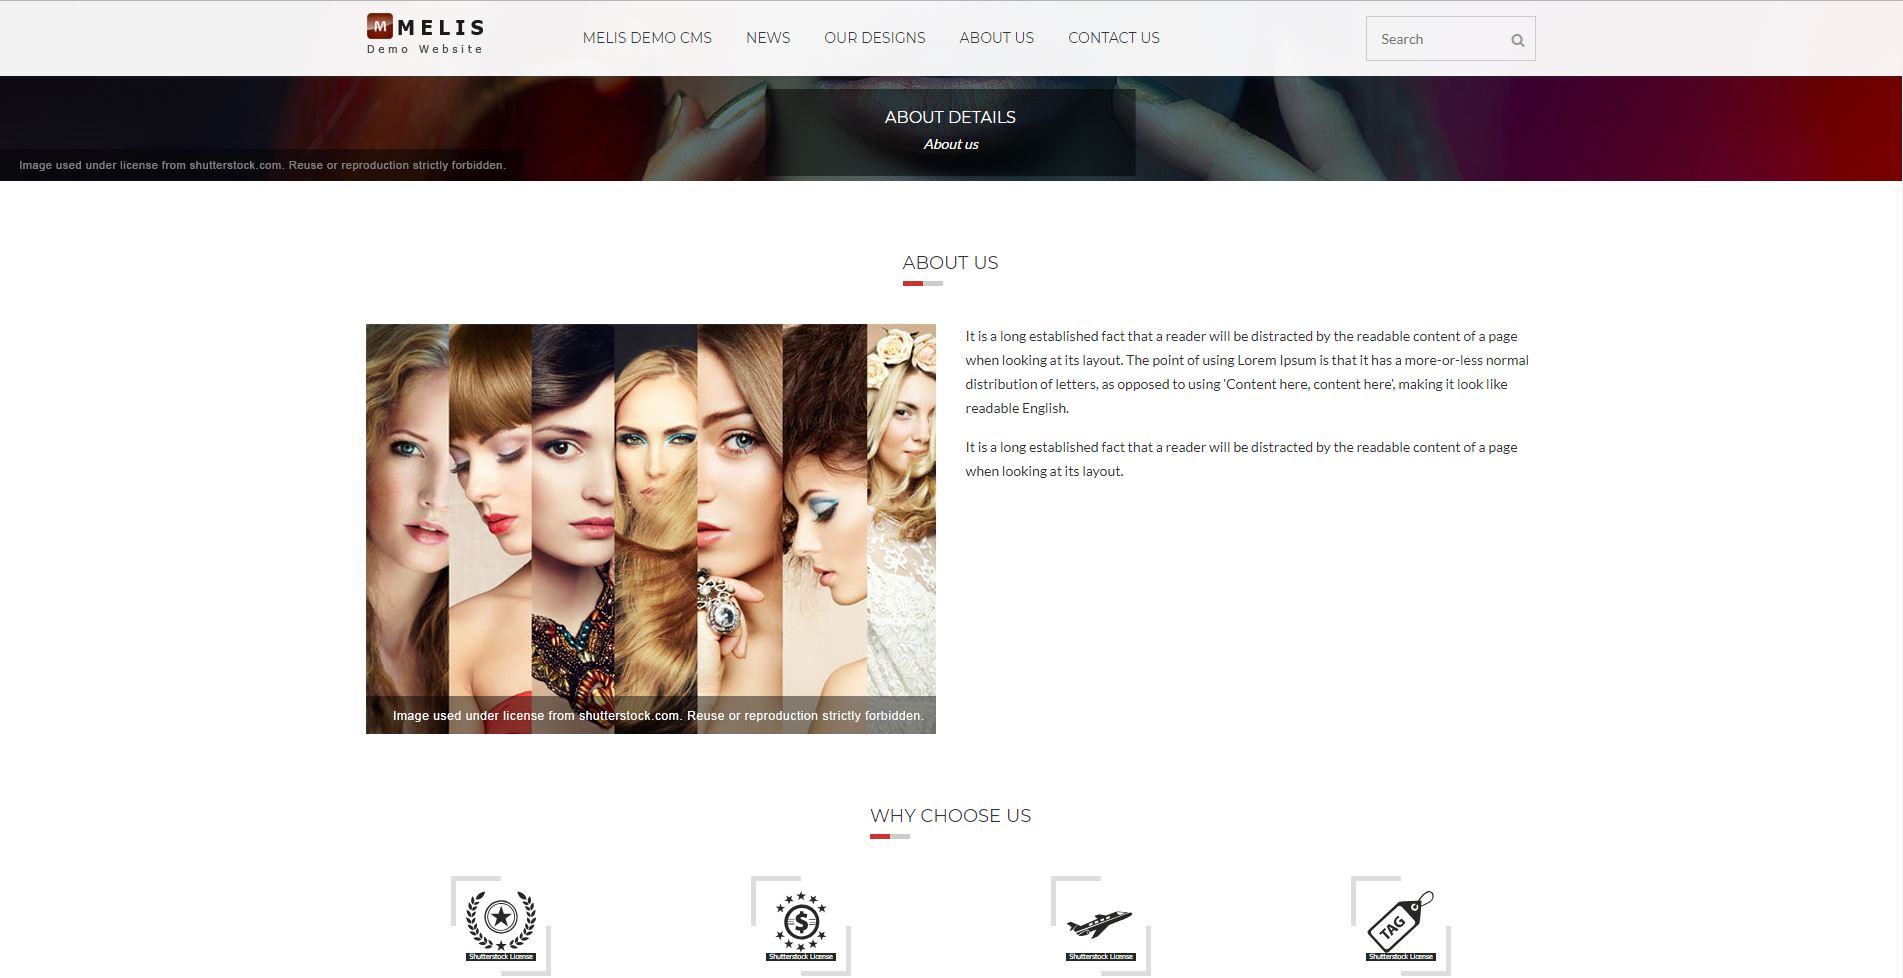 M MELIS
Demo Website
MELIS DEMO CMS NEWS OUR DESIGNS ABOUT US CONTACT US
Search
ABOUT DETAILS
About us
Image used under license from shutterstock.com. Reuse or reproduction strictly forbidden.
ABOUT US
It is a long established fact that a reader will be distracted by the readable content of a page
when looking at its layout. The point of using Lorem Ipsum is that it has a more-or-less normal
distribution of letters, as opposed to using 'Content here, content here', making it look like
readable English.
It is a long established fact that a reader will be distracted by the readable content of a page
when looking at its layout.
Image used under license from shutterstock.com. Reuse or reproduction strictly forbidden.
WHY CHOOSE US
Shutterstock License
$
Shutterstock License
Shutterstock License
TAG
Shutterstock License